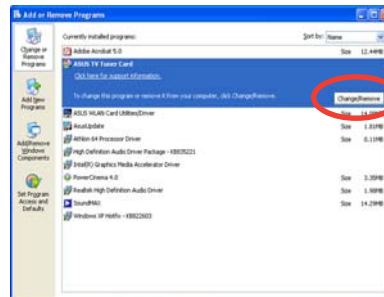 Add or Remove Programs
Change or
Remove
Programs
Add New
Programs
Add/Remove
Windows
Components
Set Program
Access and
Defaults
Currently installed programs:
Sort by: Name
Adobe Acrobat 5.0 Size 12.44MB
ASUS TV Tuner Card
Click here for support information.
To change this program or remove it from your computer, click Change/Remove.
Change/Remove
ASUS WLAN Card Utilities/Driver Size
AsusUpdate Size 1.81MB
Athlon 64 Processor Driver Size 0.11MB
High Definition Audio Driver Package - KB835221
Intel(R) Graphics Media Accelerator Driver
PowerCinema 4.0 Size 3.35MB
Realtek High Definition Audio Driver Size 1.98MB
SoundMAX Size 14.29MB
Windows XP Hotfix - KB822603